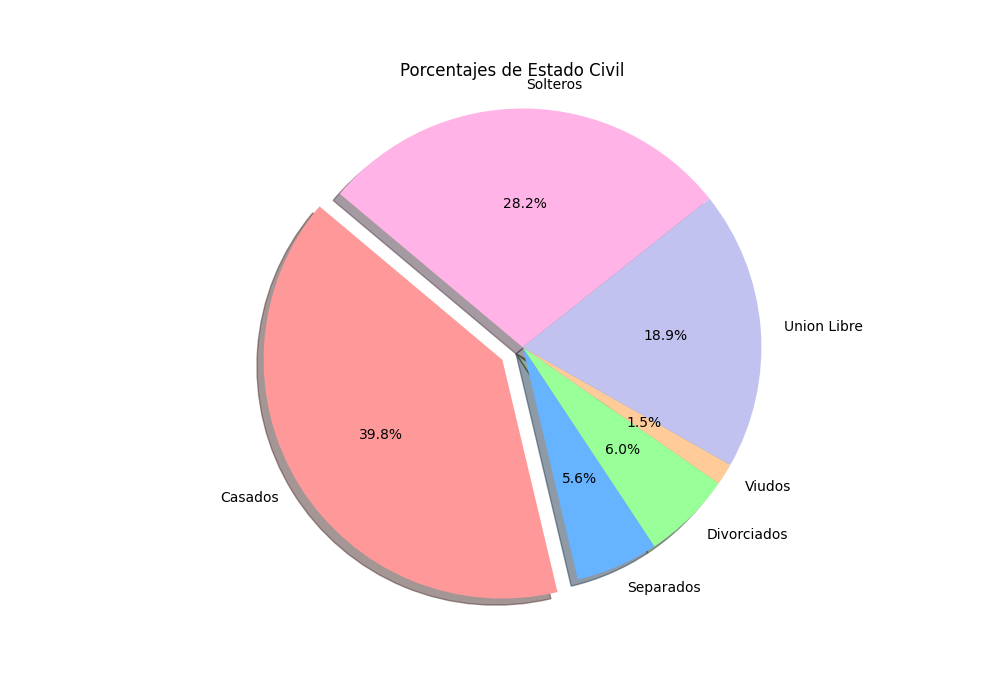 Porcentajes de Estado Civil
Solteros
28.2%
18.9%
Union Libre
1.5%
Viudos
6.0%
Divorciados
5.6%
Separados
39.8%
Casados